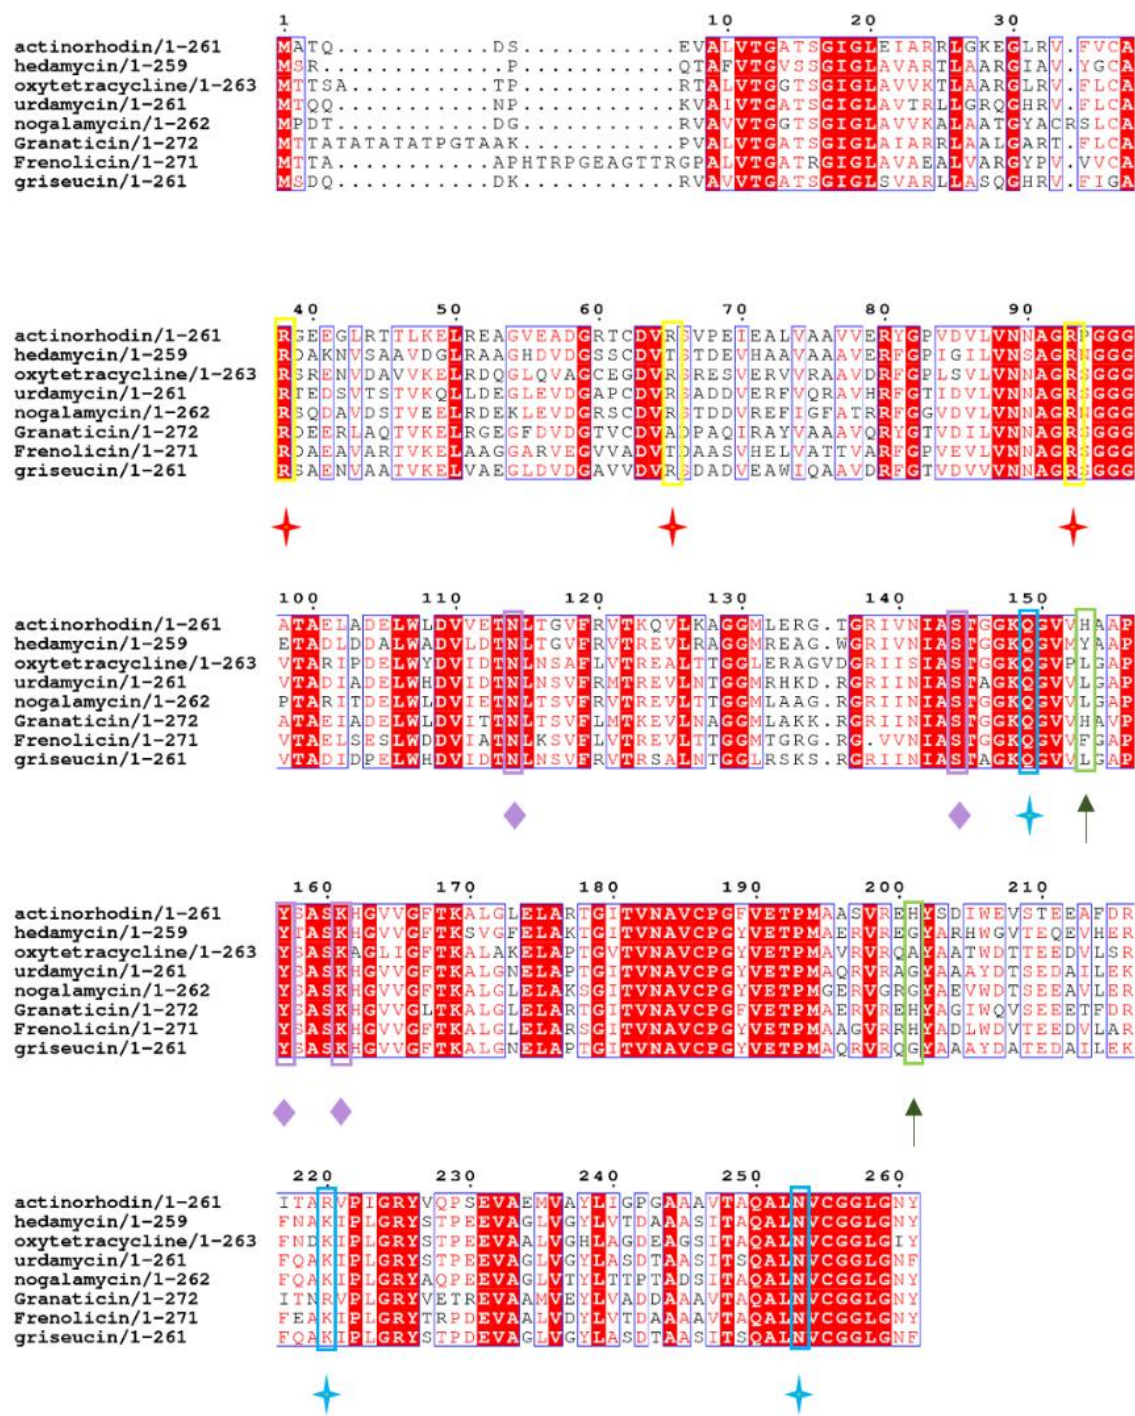 1 10 20 30
actinorhodin/1-261 MATQ...........DS...........EVALVTGATSGIGLEIARRLGKEGLRV.FVCA
hedamycin/1-259 MSR.............P...........QTAFVTGVSSGIGLAVARTLAARGIAV.YGCA
oxytetracycline/1-263 MTTSA..........TP...........RTALVTGGTSGIGLAVVKTLAARGLRV.FLCA
urdamycin/1-261 MTQQ...........NP...........KVAIVTGATSGIGLAVTRLLGRQGHRV.FLCA
nogalamycin/1-262 MPDT...........DG...........RVAVVTGGTSGIGLAVVKALAATGYACRSLCA
Granaticin/1-272 MTTATATATATPGTAAK...........PVALVTGATSGIGLAIARRLAALGART.FLCA
Frenolicin/1-271 MTTA...........APHTRPGEAGTTRGPALVTGATRGIGLAVAEALVARGYPV.VVCA
griseucin/1-261 MSDQ...........DK...........RVAVVTGATSGIGLSVARLLASQGHRV.FIGA
40 50 60 70 80 90
actinorhodin/1-261 RGEEGLRTTLKELREAGVEADGRTCDVRSVPEIEALVAAVVERYGPVDVLVNNAGRPGGG
hedamycin/1-259 RDAKNVSAAVDGLRAAGHDVDGSSCDVTSTDEVHAAVAAAVERFGPIGILVNSAGRNGGG
oxytetracycline/1-263 RSRENVDAVVKELRDQGLQVAGCEGDVRSRESVERVVRAAVDRFGPLSVLVNNAGRSGGG
urdamycin/1-261 RTEDSVTSTVKQLLDEGLEVDGAPCDVRSADDVERFVQRAVHRFGTIDVLVNNAGRSGGG
nogalamycin/1-262 RSQDAVDSTVEELRDEKLEVDGRSCDVRSTDDVREFIGFATRRFGGVDVLVNNAGRNGGG
Granaticin/1-272 RDEERLAQTVKELRGEGFDVDGTVCDVADPAQIRAYVAAAVQRYGTVDILVNNAGRSGGG
Frenolicin/1-271 RDAEAVARTVKELAAGGARVEGVVADVTDAASVHELVATTVARFGPVDVLVNNAGRSGGG
griseucin/1-261 RSAENVAATVKELVAEGLDVDGAVVDVRSDADVEAWIQAAVDRFGTVDVVVNNAGRSGGG
100 110 120 130 140 150
actinorhodin/1-261 ATAELADELWLDVVETNLTGVFRVTKQVLKAGGMLERG.TGRIVNIASTGGKQGVVHAAP
hedamycin/1-259 ETADLDDALWADVLDTNLTGVFRVTREVLRAGGMREAG.WGRIVNIASTGGKQGVMYAAP
oxytetracycline/1-263 VTARIPDELWYDVIDTNLNSAFLVTREALTTGGLERAGVDGRIISIASTGGKQGVPLGAP
urdamycin/1-261 VTADIADELWHDVIDTNLNSVFRMTREVLNTGGMRHKD.RGRIINIASTAGKQGVVLGAP
nogalamycin/1-262 PTARITDELWLDVIETNLTSVFRVTREVLTTGGMLAAG.RGRIINIASTGGKQGVVLGAP
Granaticin/1-272 ATAEIADELWLDVITTNLTSVFLMTKEVLNAGGMLAKK.RGRIINIASTGGKQGVVHAVP
Frenolicin/1-271 VTAELSESLWDDVIATNLKSVFLVTREVLTTGGMTGRG.RG.VVNIASTGGKQGVVFGAP
griseucin/1-261 VTADIDPELWHDVIDTNLNSVFRVTRSALNTGGLRSKS.RGRIINIASTAGKQGVVLGAP
160 170 180 190 200 210
actinorhodin/1-261 YSASKHGVVGFTKALGLELARTGITVNAVCPGFVETPMAASVREHYSDIWEVSTEEAFDR
hedamycin/1-259 YTASKHGVVGFTKSVGFELAKTGITVNAVCPGYVETPMAERVREGYARHWGVTEQEVHER
oxytetracycline/1-263 YSASKAGLIGFTKALAKELAPTGVTVNAVCPGYVETPMAVRVRQAYAATWDTTEEDVLSR
urdamycin/1-261 YSASKHGVVGFTKALGNELAPTGITVNAVCPGYVETPMAQRVRAGYAAAYDTSEDAILEK
nogalamycin/1-262 YSASKHGVVGFTKALGLELAKSGITVNAVCPGYVETPMGERVRGRYAEVWDTSEEAVLER
Granaticin/1-272 YSASKHGVVGLTKALGLELARTGITVNAVCPGFVETPMAERVREHYAGIWQVSEEETFDR
Frenolicin/1-271 YSASKHGVVGFTKALGLELARSGITVNAVCPGFVETPMAAGVRRHYADLWDVTEEDVLAR
griseucin/1-261 YSASKHGVVGFTKALGNELAPTGITVNAVCPGYVETPMAQRVRQGYAAAYDATEDAILEK
220 230 240 250 260
actinorhodin/1-261 ITARVPIGRYVQPSEVAEMVAYLIGPGAAAVTAQALNVCGGLGNY
hedamycin/1-259 FNAKIPLGRYSTPEEVAGLVGYLVTDAAASITAQALNVCGGLGNY
oxytetracycline/1-263 FNDKIPLGRYSTPEEVAALVGHLAGDEAGSITAQALNVCGGLGIY
urdamycin/1-261 FQAKIPLGRYSTPEEVAGLVGYLASDTAASITAQALNVCGGLGNF
nogalamycin/1-262 FQAKIPLGRYAQPEEVAGLVTYLTTPTADSITAQALNVCGGLGNY
Granaticin/1-272 ITNRVPLGRYVETREVAAMVEYLVADDAAAVTAQALNVCGGLGNY
Frenolicin/1-271 FEAKIPLGRYTRPDEVAALVDYLVTDAAAAVTAQALNVCGGLGNY
griseucin/1-261 FQAKIPLGRYSTPDEVAGLVGYLASDTAASITSQALNVCGGLGNF